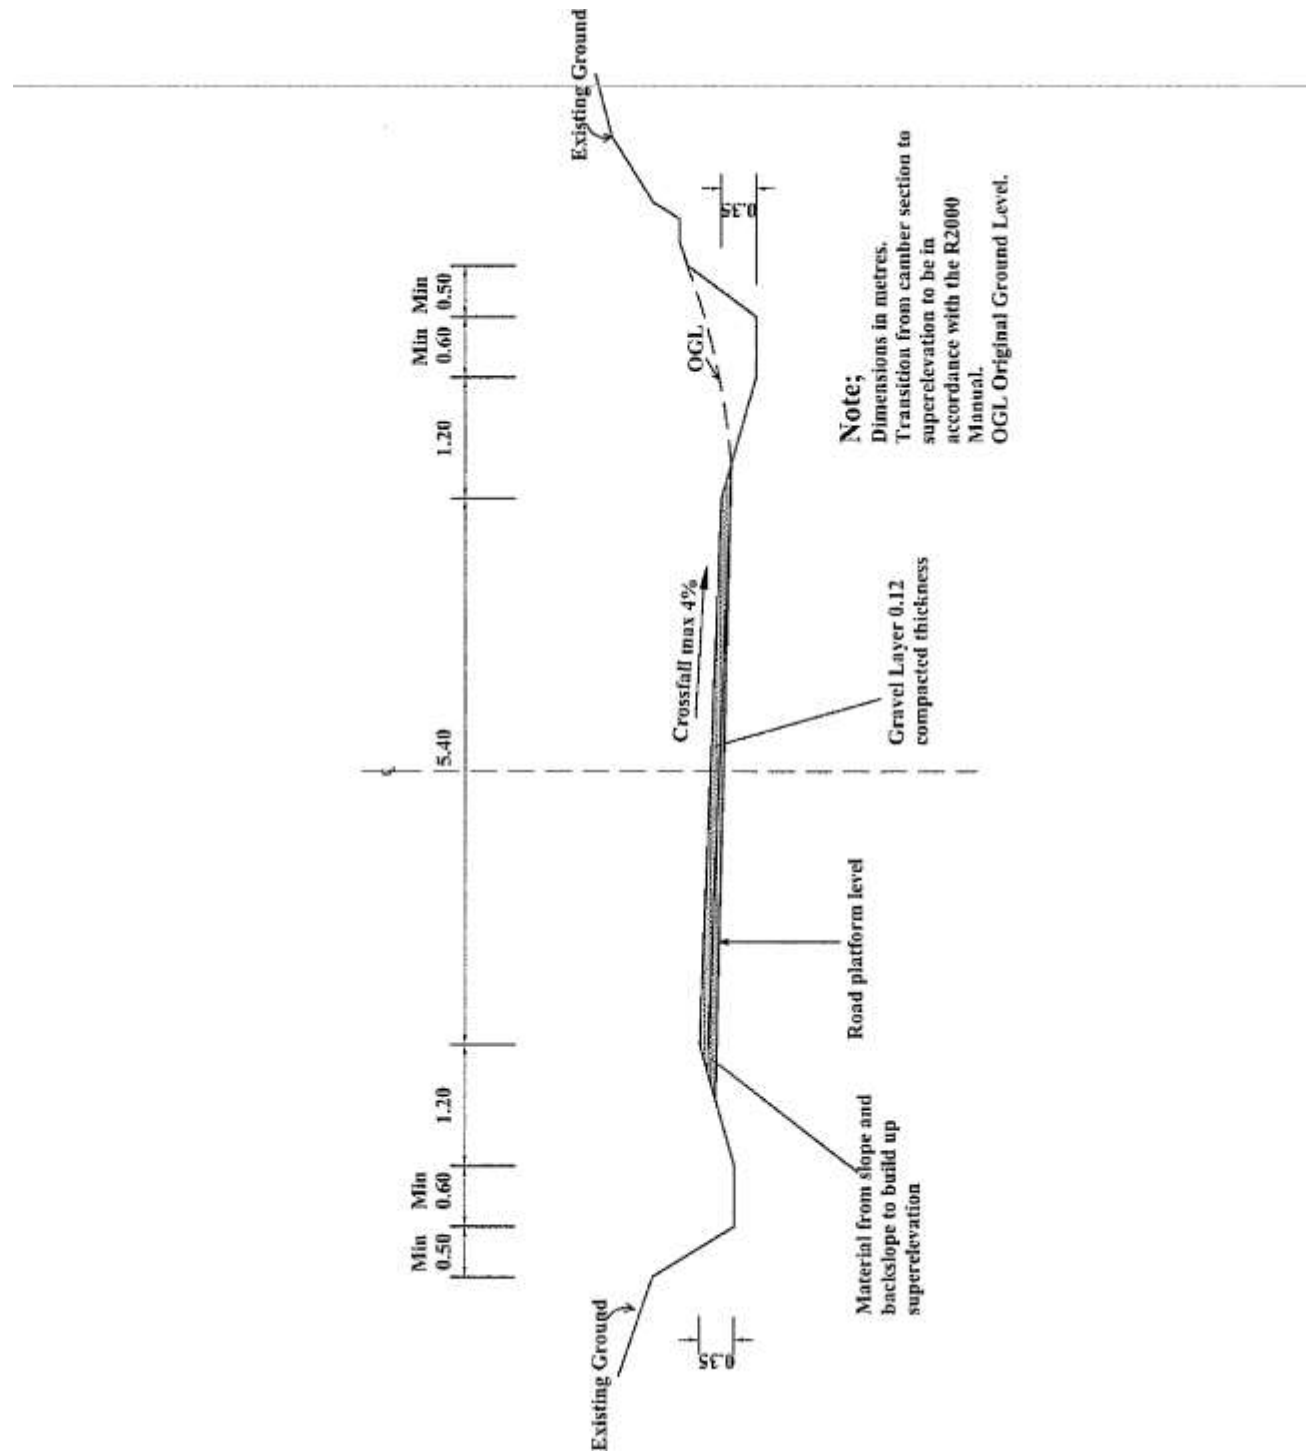 Min
0.50
Min
0.60
1.20
5.40
1.20
Min
0.60
Min
0.50
Existing Ground
0.35
Crossfall max 4%
OGL
Existing Ground
0.35
Material from slope and
backslope to build up
superelevation
Road platform level
Gravel Layer 0.12
compacted thickness
Note;
Dimensions in metres.
Transition from camber section to
superelevation to be in
accordance with the R2000
Manual.
OGL Original Ground Level.